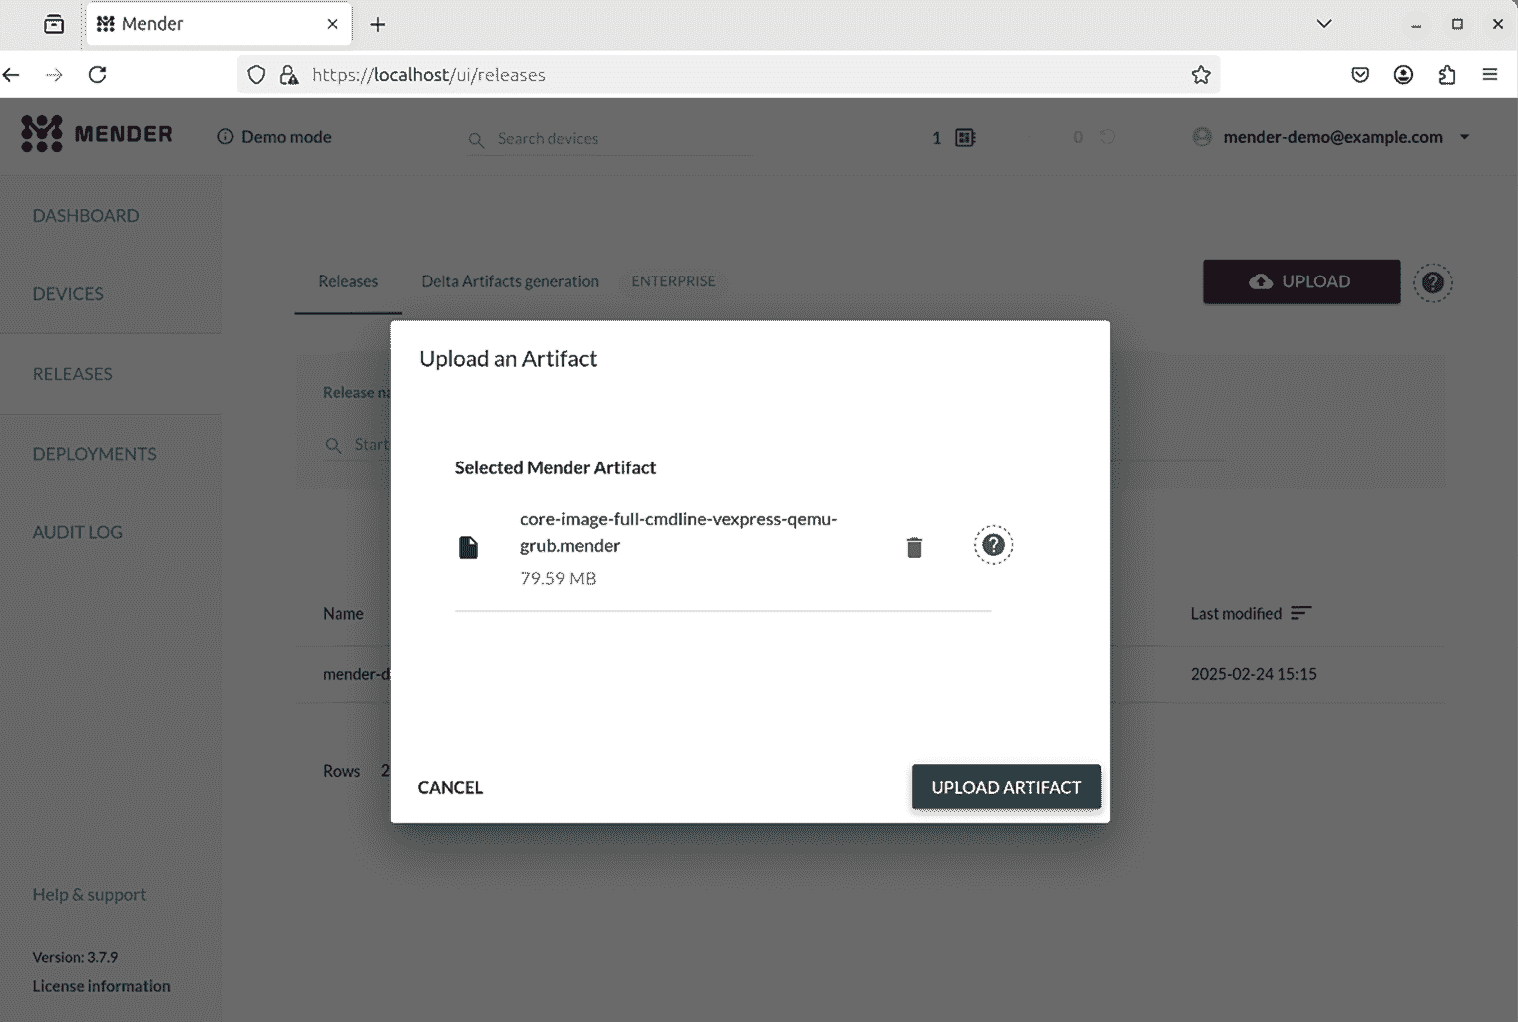 Mender
https://localhost/ui/releases
MENDER
Demo mode
Search devices
1
0
mender-demo@example.com
DASHBOARD
DEVICES
RELEASES
DEPLOYMENTS
AUDIT LOG
Releases
Delta Artifacts generation
ENTERPRISE
UPLOAD
Release na
Start
Upload an Artifact
Selected Mender Artifact
core-image-full-cmdline-vexpress-qemu-
grub.mender
79.59 MB
Name
Last modified
mender-d
2025-02-24 15:15
Rows 2
CANCEL
UPLOAD ARTIFACT
Help & support
Version: 3.7.9
License information